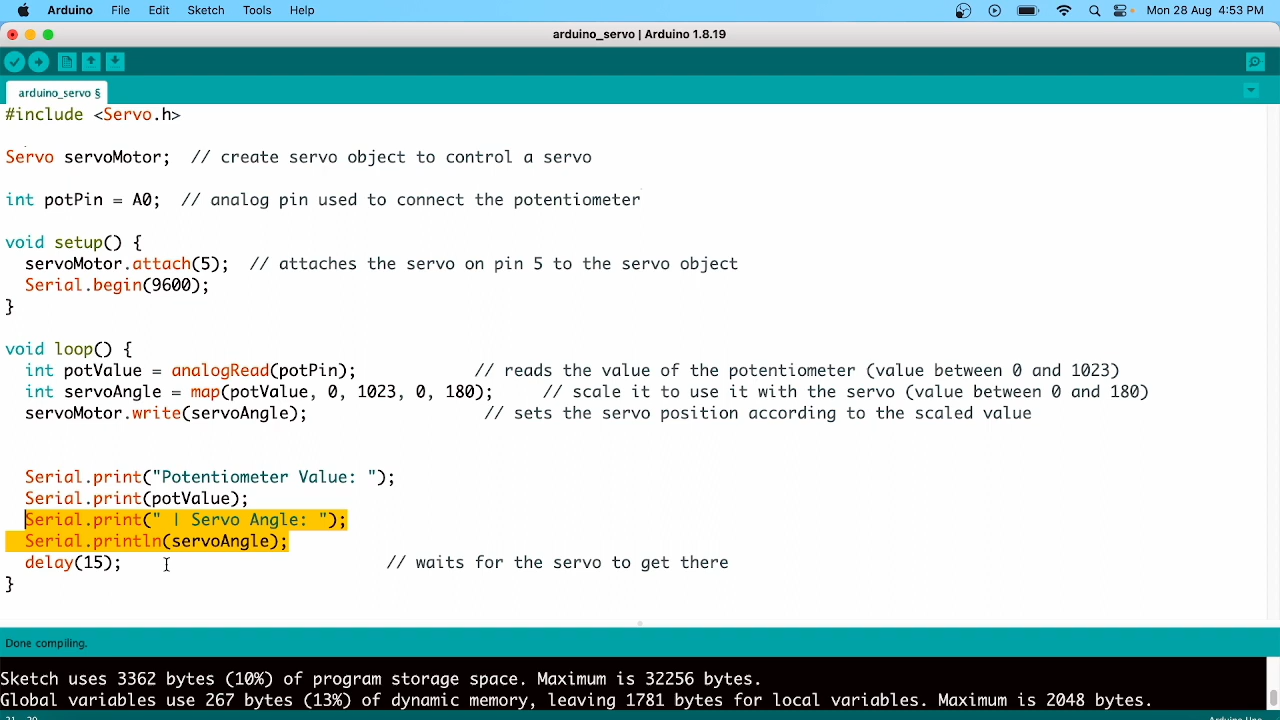 Arduino File Edit Sketch Tools Help Mon 28 Aug 4:53 PM
arduino_servo | Arduino 1.8.19
arduino_servo §
#include <Servo.h>
Servo servoMotor; // create servo object to control a servo
int potPin = A0; // analog pin used to connect the potentiometer
void setup() {
servoMotor.attach(5); // attaches the servo on pin 5 to the servo object
Serial.begin(9600);
}
void loop() {
int potValue = analogRead(potPin); // reads the value of the potentiometer (value between 0 and 1023)
int servoAngle = map(potValue, 0, 1023, 0, 180); // scale it to use it with the servo (value between 0 and 180)
servoMotor.write(servoAngle); // sets the servo position according to the scaled value
Serial.print("Potentiometer Value: ");
Serial.print(potValue);
Serial.print(" | Servo Angle: ");
Serial.println(servoAngle);
delay(15); // waits for the servo to get there
}
Done compiling.
Sketch uses 3362 bytes (10%) of program storage space. Maximum is 32256 bytes.
Global variables use 267 bytes (13%) of dynamic memory, leaving 1781 bytes for local variables. Maximum is 2048 bytes.